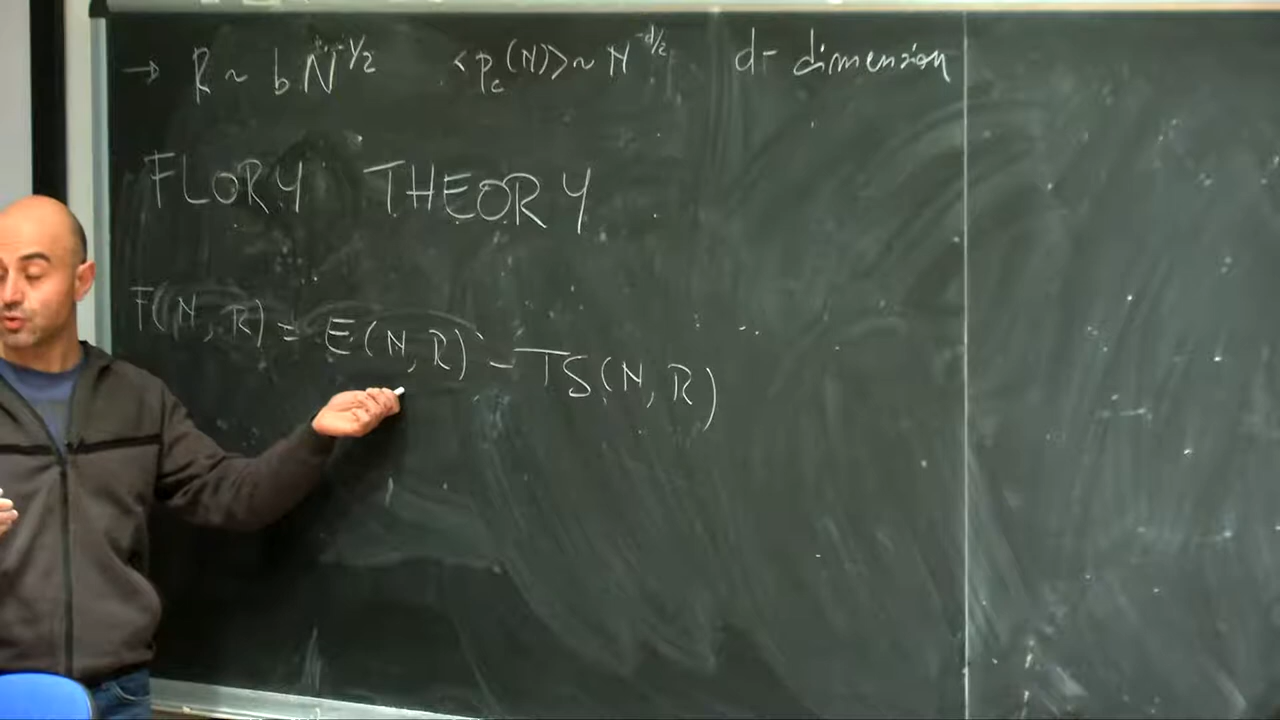 → R ~ b N^{-1/2} <p_c(N)> ~ N^{-d/2} d- dimension
FLORY THEORY
F(N, R) = E(N, R) - TS(N, R)